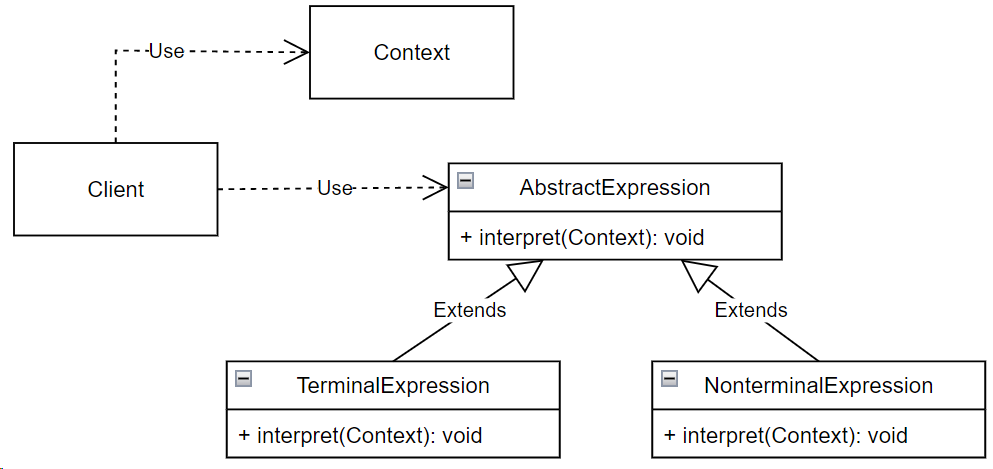 Use
Context
Client
Use
AbstractExpression
+ interpret(Context): void
Extends
Extends
TerminalExpression
+ interpret(Context): void
NonterminalExpression
+ interpret(Context): void